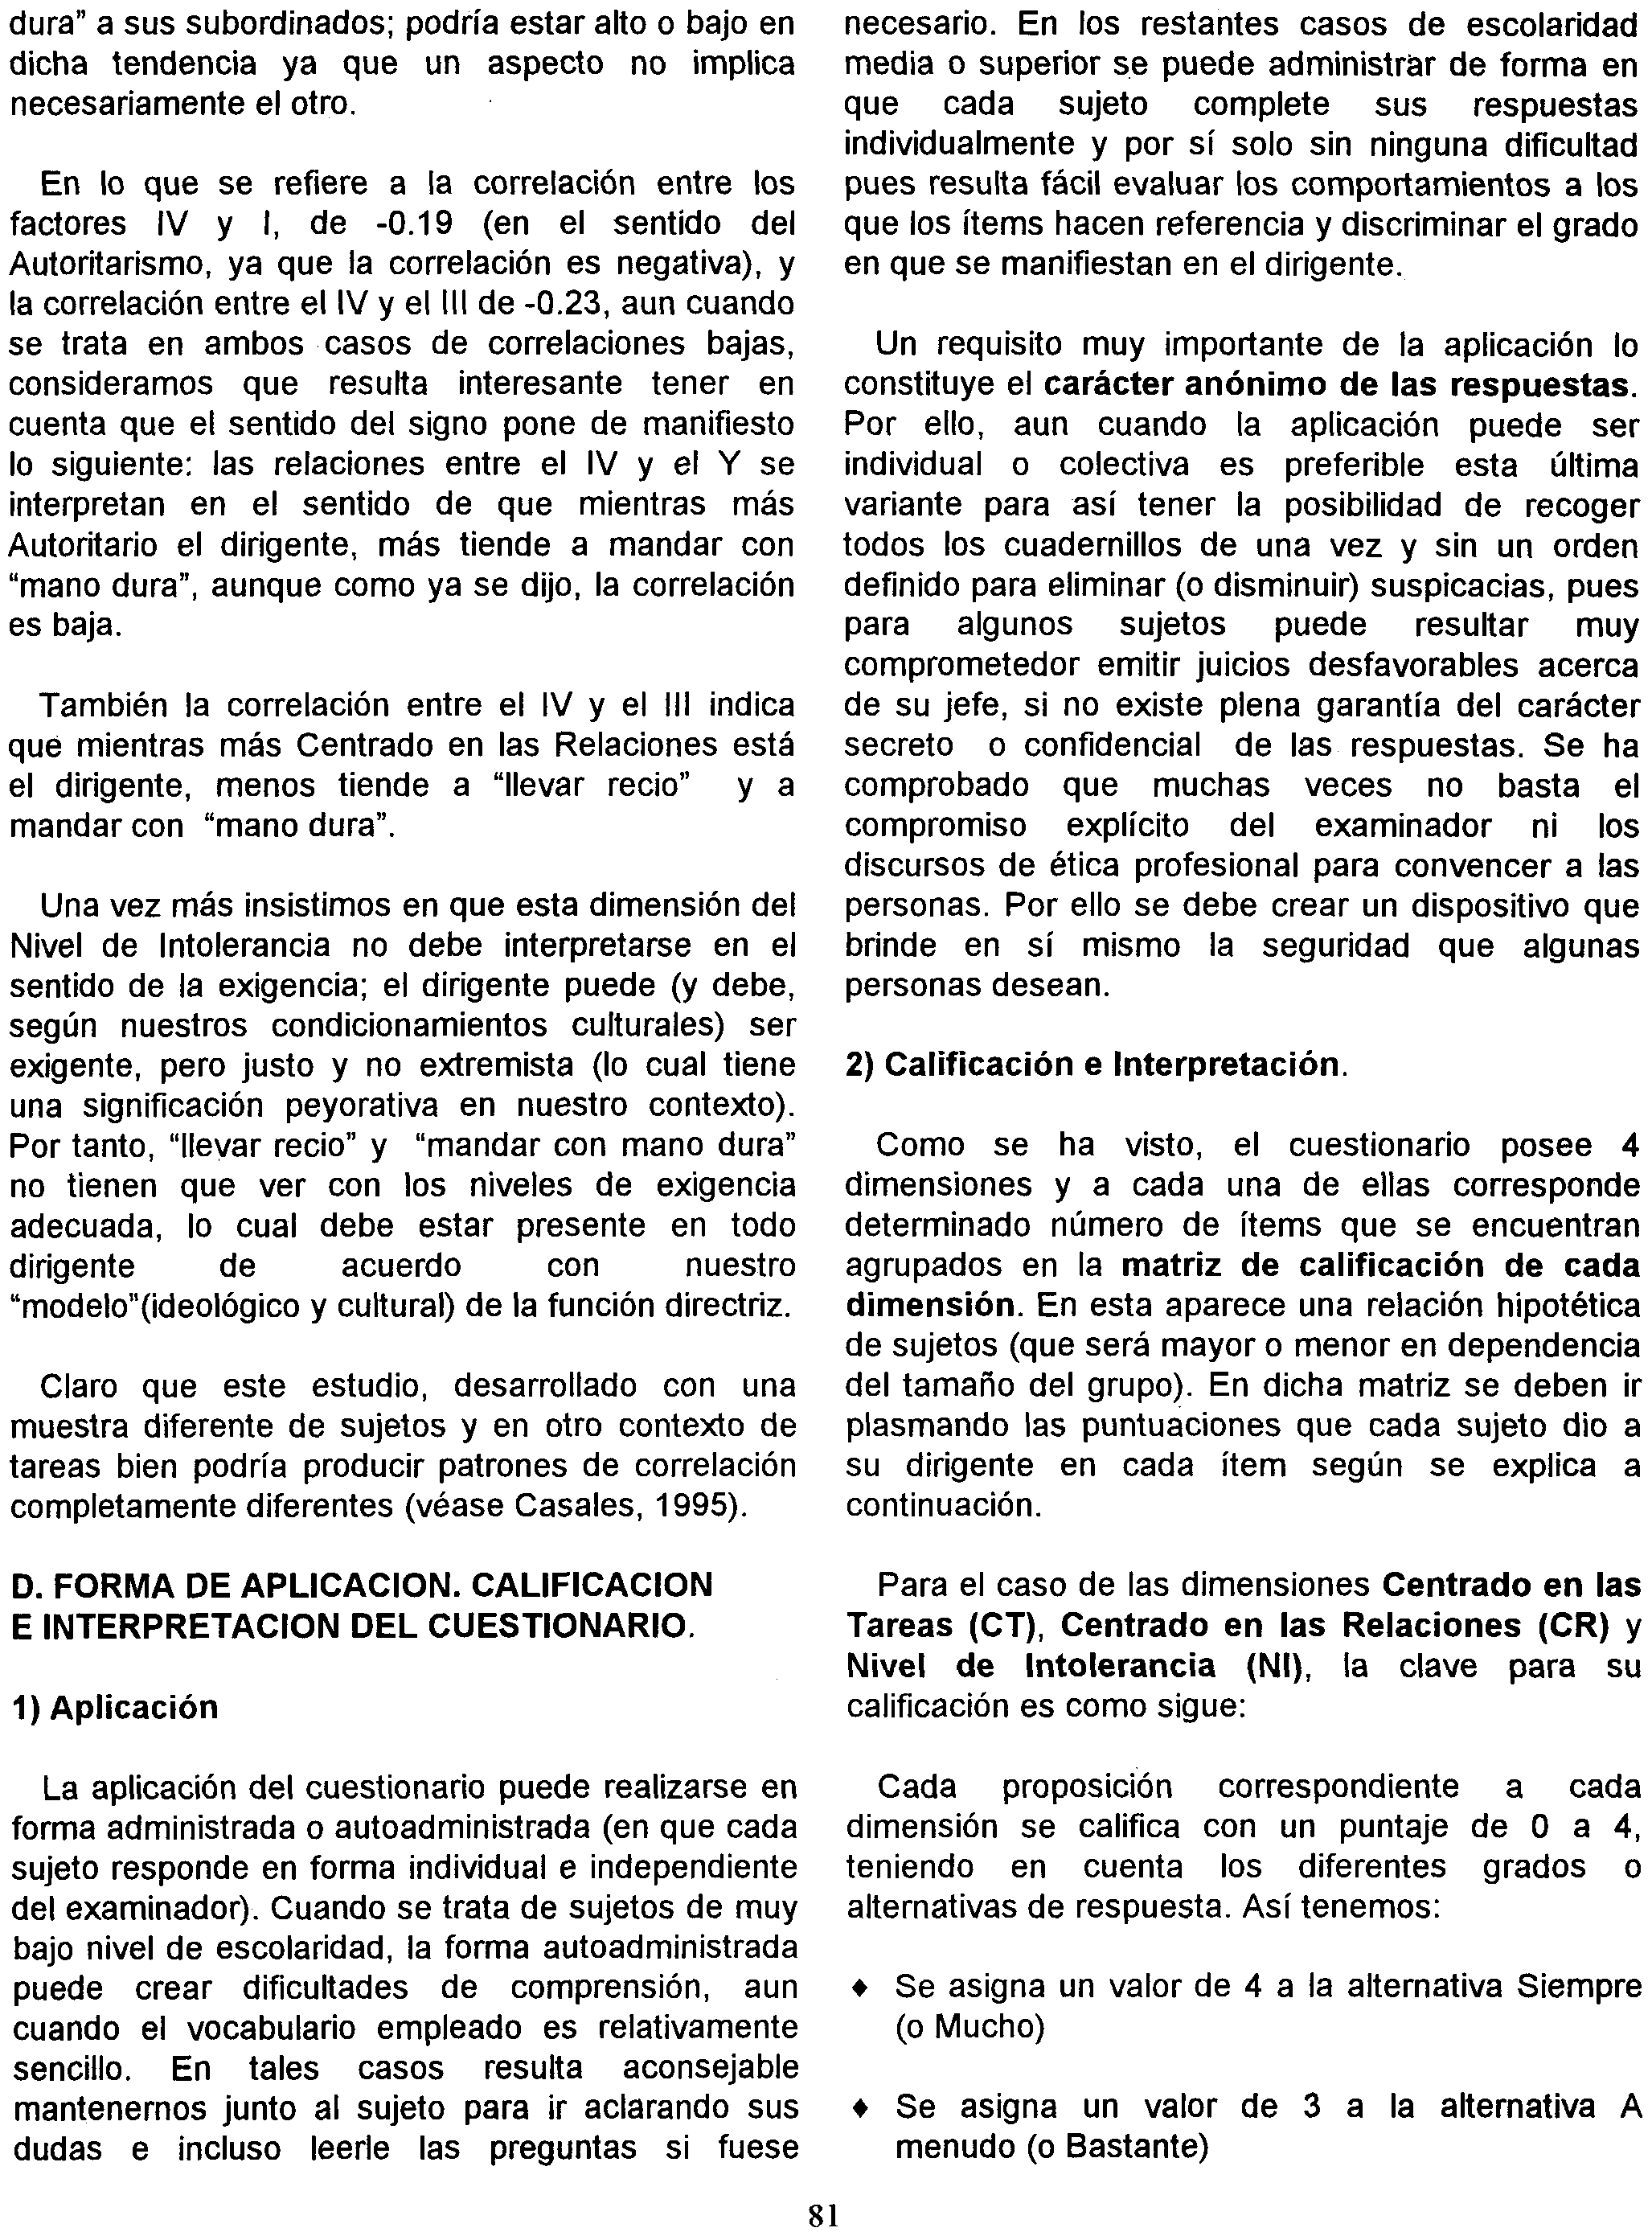 dura" a sus subordinados; podría estar alto o bajo en
dicha tendencia ya que un aspecto no implica
necesariamente el otro.
En lo que se refiere a la correlación entre los
factores IV y I, de -0.19 (en el sentido del
Autoritarismo, ya que la correlación es negativa), y
la correlación entre el IV y el III de -0.23, aun cuando
se trata en ambos casos de correlaciones bajas,
consideramos que resulta interesante tener en
cuenta que el sentido del signo pone de manifiesto
lo siguiente: las relaciones entre el IV y el Y se
interpretan en el sentido de que mientras más
Autoritario el dirigente, más tiende a mandar con
“mano dura”, aunque como ya se dijo, la correlación
es baja.
También la correlación entre el IV y el III indica
que mientras más Centrado en las Relaciones está
el dirigente, menos tiende a “llevar recio” y a
mandar con “mano dura”.
Una vez más insistimos en que esta dimensión del
Nivel de Intolerancia no debe interpretarse en el
sentido de la exigencia; el dirigente puede (y debe,
según nuestros condicionamientos culturales) ser
exigente, pero justo y no extremista (lo cual tiene
una significación peyorativa en nuestro contexto).
Por tanto, “llevar recio” y “mandar con mano dura”
no tienen que ver con los niveles de exigencia
adecuada, lo cual debe estar presente en todo
dirigente de acuerdo con nuestro
“modelo”(ideológico y cultural) de la función directriz.
Claro que este estudio, desarrollado con una
muestra diferente de sujetos y en otro contexto de
tareas bien podría producir patrones de correlación
completamente diferentes (véase Casales, 1995).
D. FORMA DE APLICACION. CALIFICACION
E INTERPRETACION DEL CUESTIONARIO.
1) Aplicación
La aplicación del cuestionario puede realizarse en
forma administrada o autoadministrada (en que cada
sujeto responde en forma individual e independiente
del examinador). Cuando se trata de sujetos de muy
bajo nivel de escolaridad, la forma autoadministrada
puede crear dificultades de comprensión, aun
cuando el vocabulario empleado es relativamente
sencillo. En tales casos resulta aconsejable
mantenernos junto al sujeto para ir aclarando sus
dudas e incluso leerle las preguntas si fuese
necesario. En los restantes casos de escolaridad
media o superior se puede administrar de forma en
que cada sujeto complete sus respuestas
individualmente y por sí solo sin ninguna dificultad
pues resulta fácil evaluar los comportamientos a los
que los ítems hacen referencia y discriminar el grado
en que se manifiestan en el dirigente.
Un requisito muy importante de la aplicación lo
constituye el carácter anónimo de las respuestas.
Por ello, aun cuando la aplicación puede ser
individual o colectiva es preferible esta última
variante para así tener la posibilidad de recoger
todos los cuadernillos de una vez y sin un orden
definido para eliminar (o disminuir) suspicacias, pues
para algunos sujetos puede resultar muy
comprometedor emitir juicios desfavorables acerca
de su jefe, si no existe plena garantía del carácter
secreto o confidencial de las respuestas. Se ha
comprobado que muchas veces no basta el
compromiso explícito del examinador ni los
discursos de ética profesional para convencer a las
personas. Por ello se debe crear un dispositivo que
brinde en sí mismo la seguridad que algunas
personas desean.
2) Calificación e Interpretación.
Como se ha visto, el cuestionario posee 4
dimensiones y a cada una de ellas corresponde
determinado número de ítems que se encuentran
agrupados en la matriz de calificación de cada
dimensión. En esta aparece una relación hipotética
de sujetos (que será mayor o menor en dependencia
del tamaño del grupo). En dicha matriz se deben ir
plasmando las puntuaciones que cada sujeto dio a
su dirigente en cada ítem según se explica a
continuación.
Para el caso de las dimensiones Centrado en las
Tareas (CT), Centrado en las Relaciones (CR) y
Nivel de Intolerancia (NI), la clave para su
calificación es como sigue:
Cada proposición correspondiente a cada
dimensión se califica con un puntaje de 0 a 4,
teniendo en cuenta los diferentes grados o
alternativas de respuesta. Así tenemos:
♦ Se asigna un valor de 4 a la alternativa Siempre
(o Mucho)
♦ Se asigna un valor de 3 a la alternativa A
menudo (o Bastante)
81